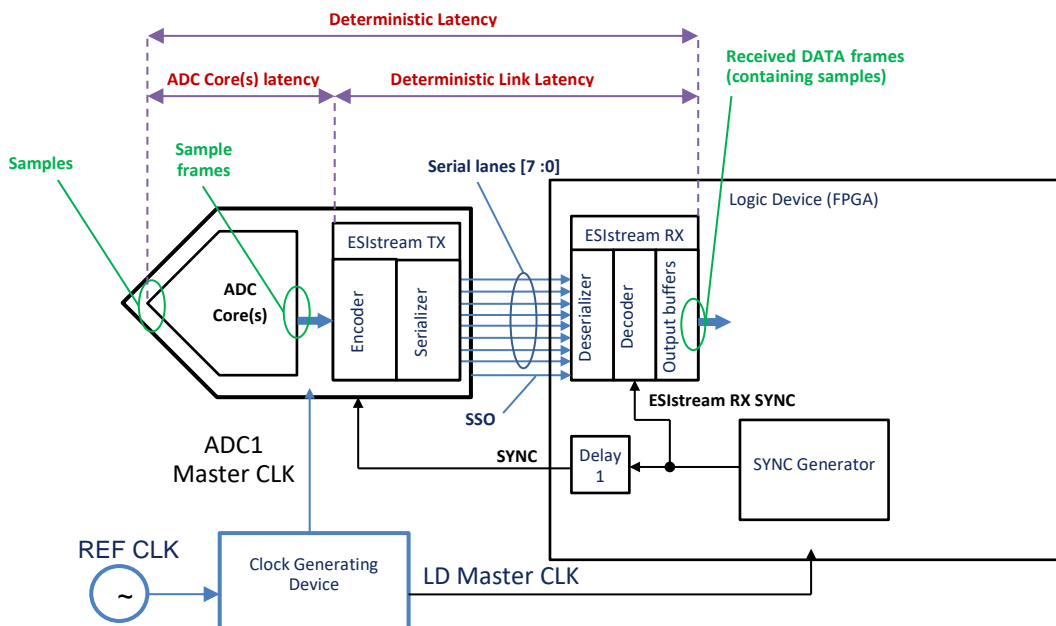 Deterministic Latency
ADC Core(s) latency
Deterministic Link Latency
Received DATA frames
(containing samples)
Samples
Sample
frames
Serial lanes [7 :0]
Logic Device (FPGA)
ESIstream TX
ESIstream RX
ADC
Core(s)
Encoder
Serializer
Deserializer
Decoder
Output buffers
SSO
ESIstream RX SYNC
ADC1
Master CLK
SYNC
Delay
1
SYNC Generator
REF CLK
~
Clock Generating
Device
LD Master CLK